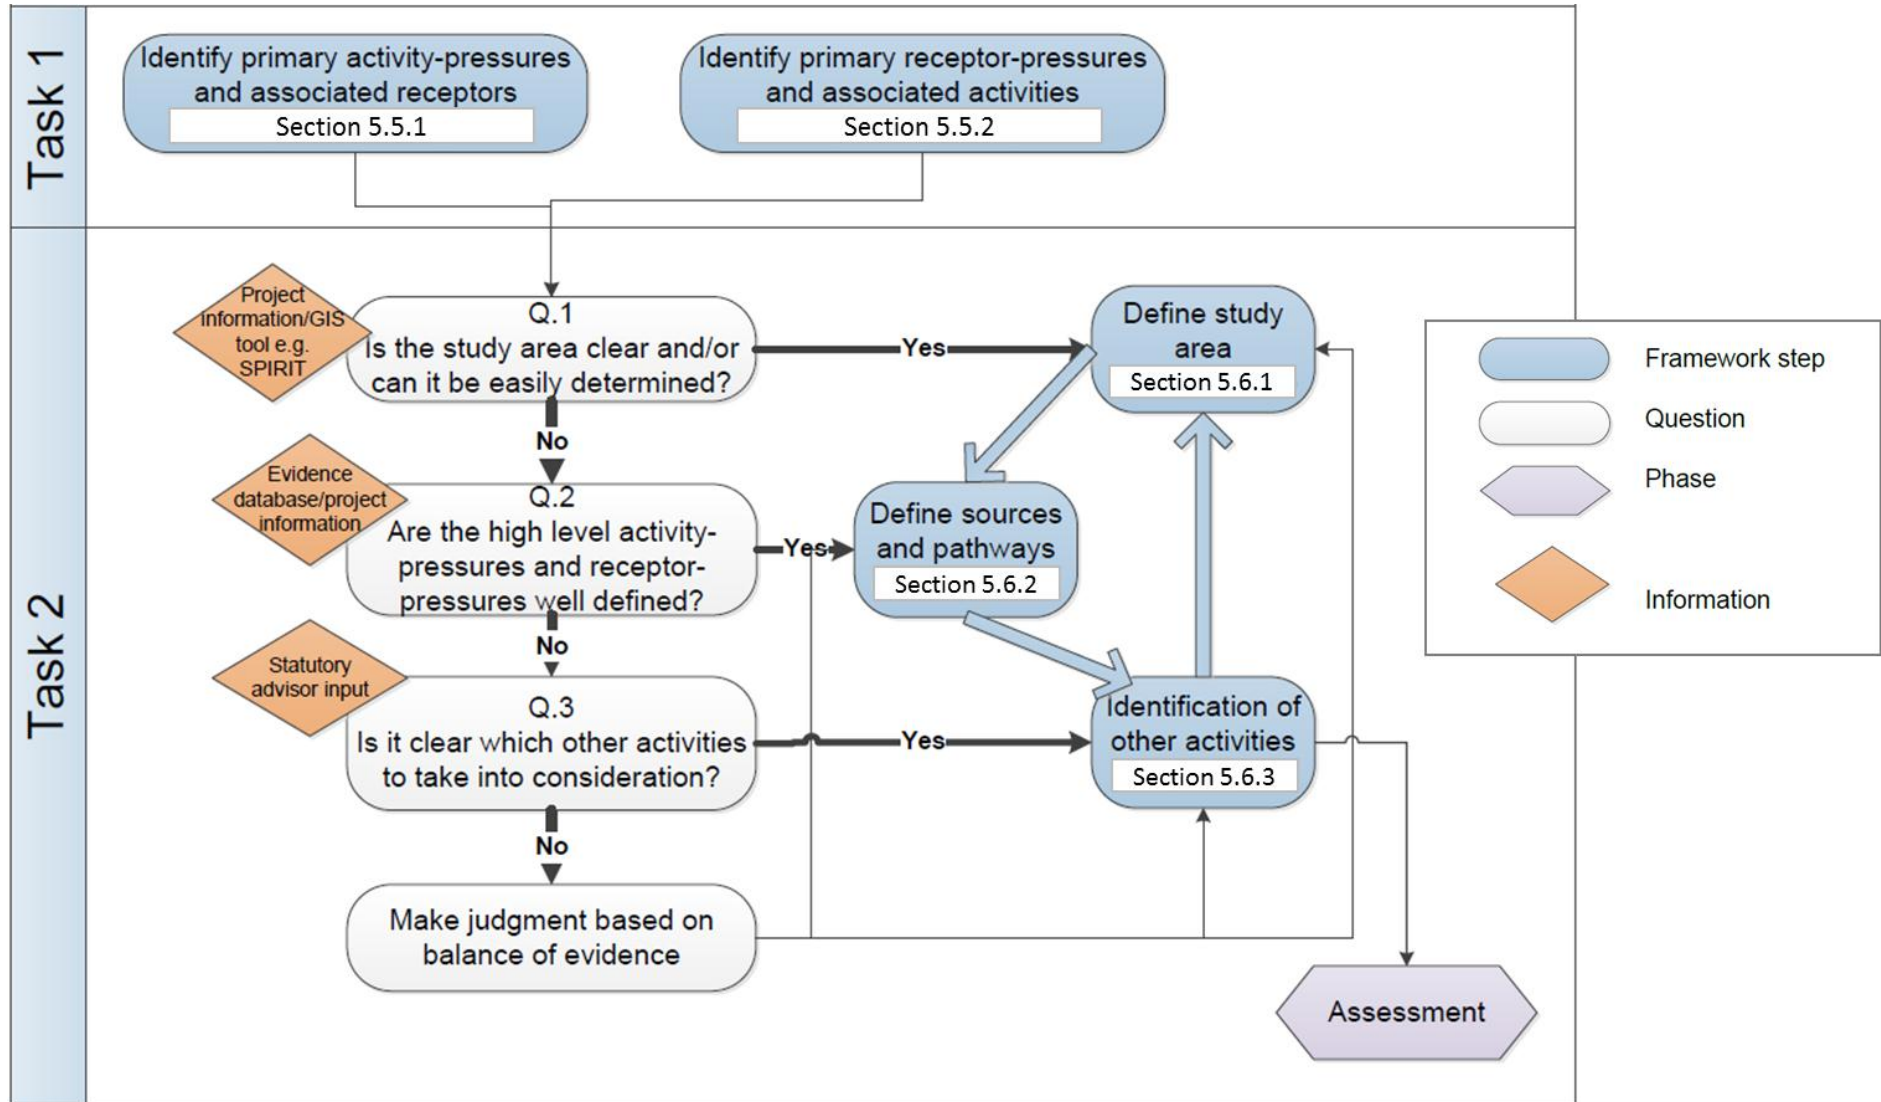 Task 1
Identify primary activity-pressures
and associated receptors
Section 5.5.1
Identify primary receptor-pressures
and associated activities
Section 5.5.2
Task 2
Project
information/GIS
tool e.g.
SPIRIT
Q.1
Is the study area clear and/or
can it be easily determined?
Yes
Define study
area
Section 5.6.1
No
Evidence
database/project
information
Q.2
Are the high level activity-
pressures and receptor-
pressures well defined?
Yes
Define sources
and pathways
Section 5.6.2
No
Statutory
advisor input
Q.3
Is it clear which other activities
to take into consideration?
Yes
Identification of
other activities
Section 5.6.3
No
Make judgment based on
balance of evidence
Assessment
Framework step
Question
Phase
Information